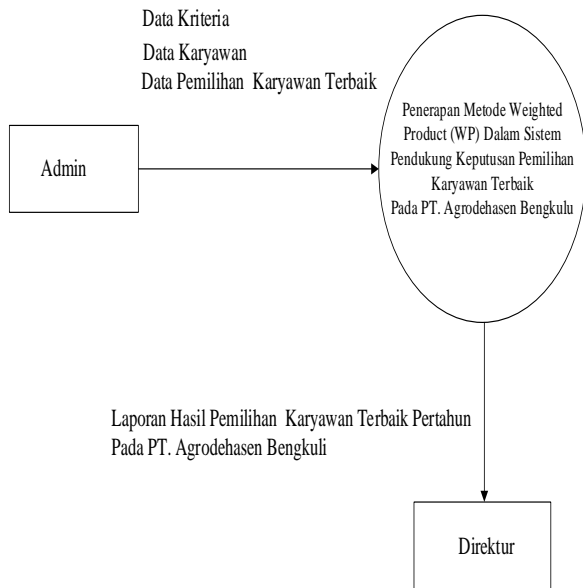 Data Kriteria
Data Karyawan
Data Pemilihan Karyawan Terbaik
Admin
Penerapan Metode Weighted
Product (WP) Dalam Sistem
Pendukung Keputusan Pemilihan
Karyawan Terbaik
Pada PT. Agrodehasen Bengkulu
Laporan Hasil Pemilihan Karyawan Terbaik Pertahun
Pada PT. Agrodehasen Bengkuli
Direktur